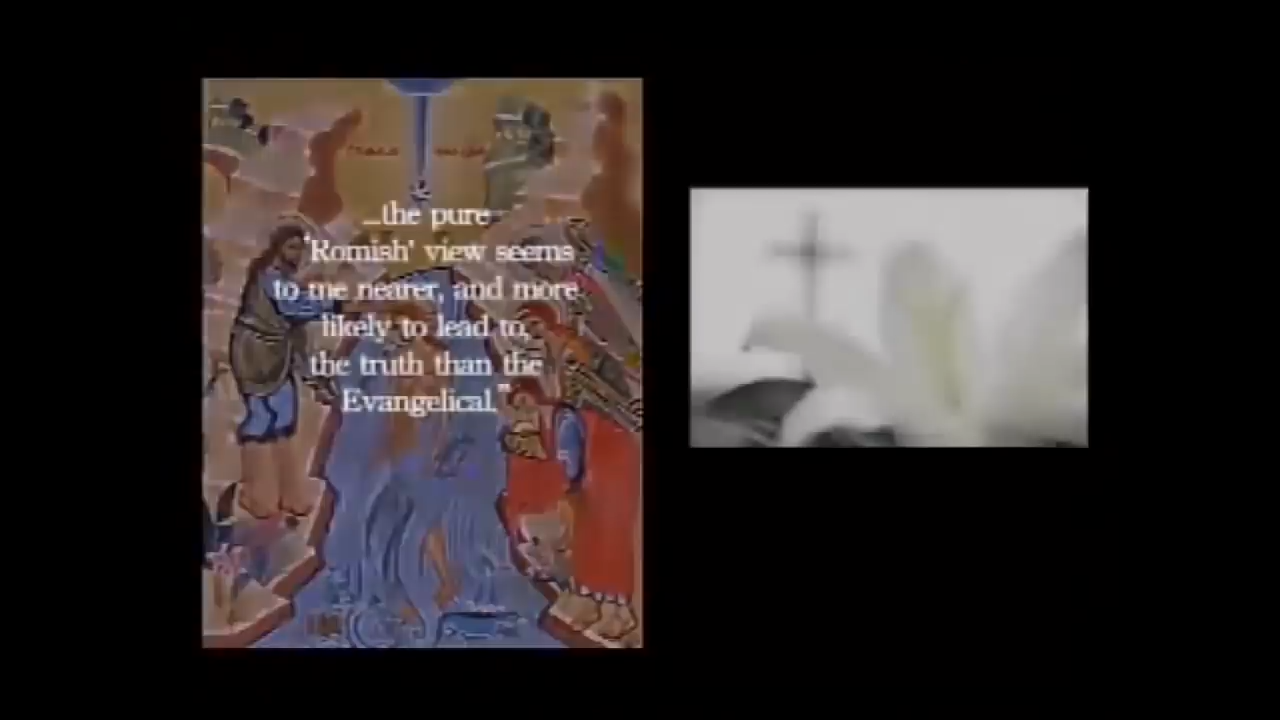 ...the pure
'Romish' view seems
to me nearer, and more
likely to lead to,
the truth than the
Evangelical."